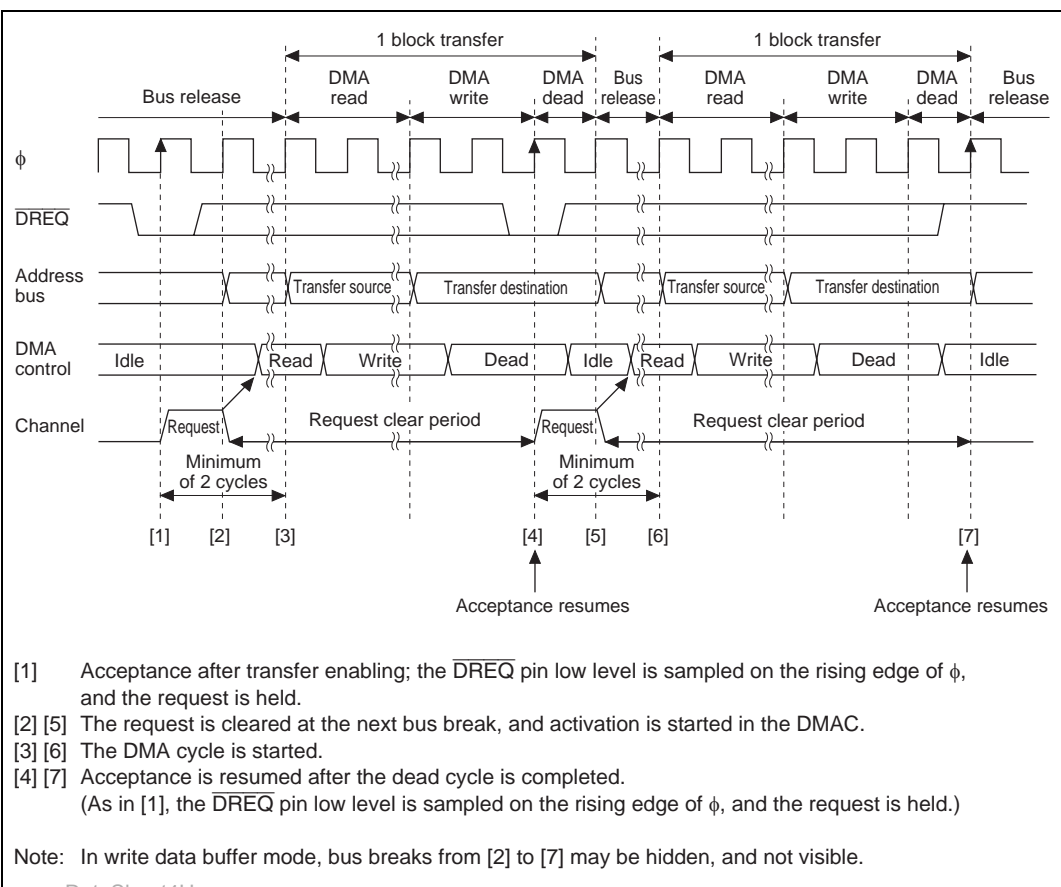 1 block transfer 1 block transfer
DMA read DMA write DMA dead Bus release DMA read DMA write DMA dead Bus release
Bus release
ϕ
DREQ
Address bus
Transfer source Transfer destination Transfer source Transfer destination
DMA control
Idle Read Write Dead Idle Read Write Dead Idle
Channel
Request Request clear period Request Request clear period
Minimum of 2 cycles Minimum of 2 cycles
[1] [2] [3] [4] [5] [6] [7]
Acceptance resumes Acceptance resumes
[1] Acceptance after transfer enabling; the DREQ pin low level is sampled on the rising edge of ϕ,
and the request is held.
[2] [5] The request is cleared at the next bus break, and activation is started in the DMAC.
[3] [6] The DMA cycle is started.
[4] [7] Acceptance is resumed after the dead cycle is completed.
(As in [1], the DREQ pin low level is sampled on the rising edge of ϕ, and the request is held.)
Note: In write data buffer mode, bus breaks from [2] to [7] may be hidden, and not visible.